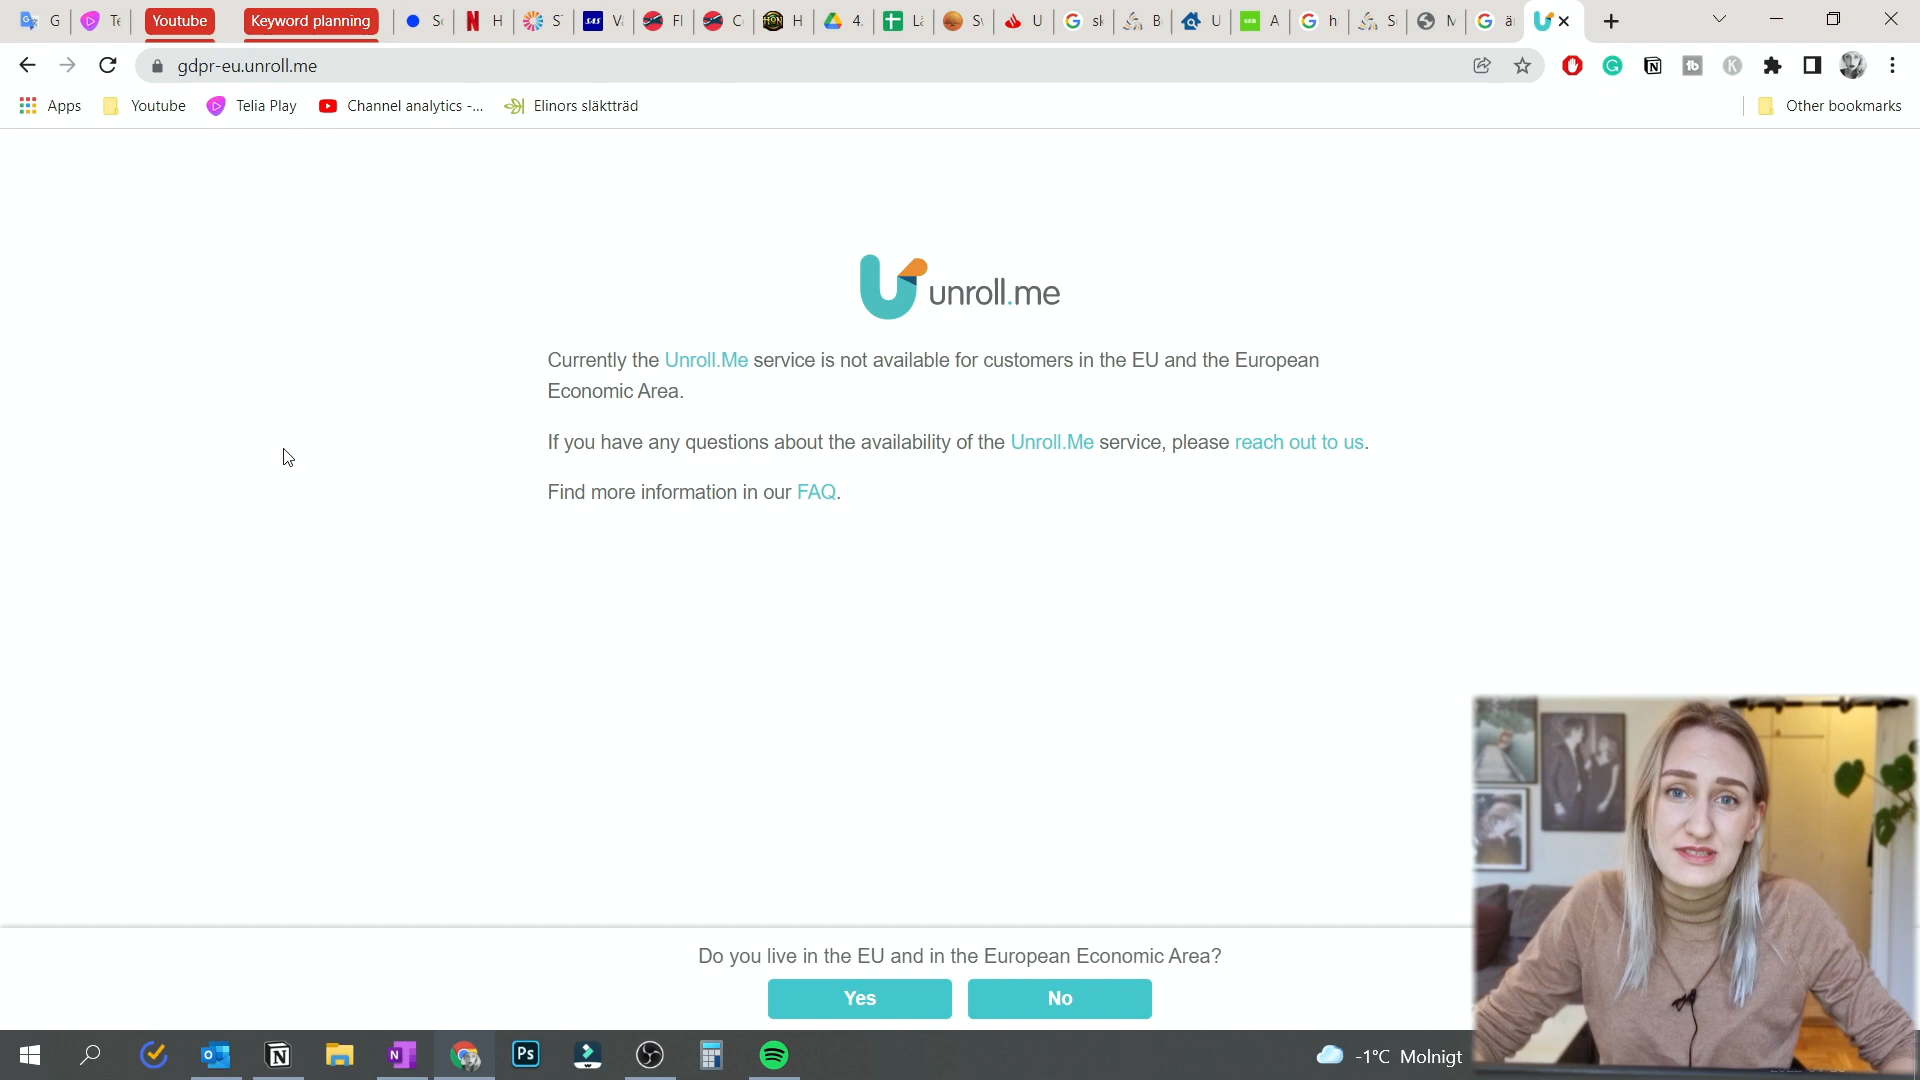 G
Te
Youtube
Keyword planning
H
4.
U
sk
B
U
A
h
M
gdpr-eu.unroll.me
Apps
Youtube
Telia Play
Channel analytics -...
Elinors släktträd
Other bookmarks
unroll.me
Currently the Unroll.Me service is not available for customers in the EU and the European
Economic Area.
If you have any questions about the availability of the Unroll.Me service, please reach out to us.
Find more information in our FAQ.
Do you live in the EU and in the European Economic Area?
Yes
No
-1°C Molnigt